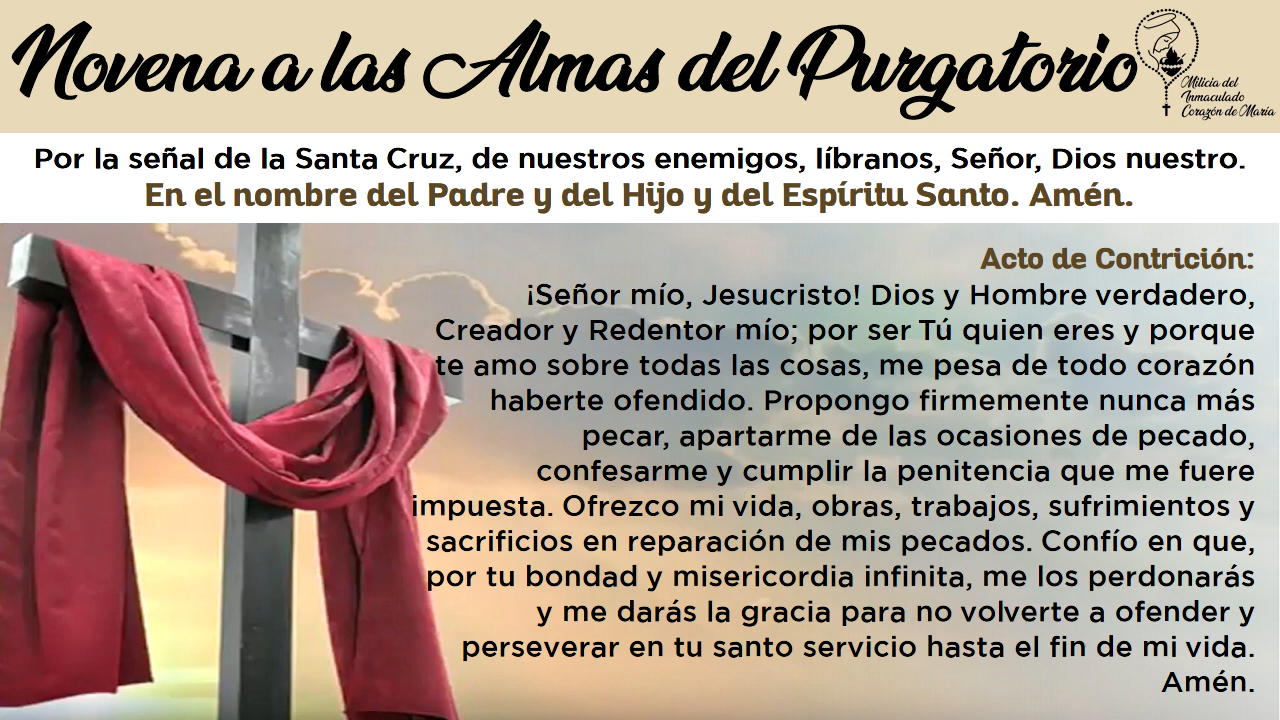 Novena a las Almas del Purgatorio
Milicia del
Inmaculado
Corazón de María
Por la señal de la Santa Cruz, de nuestros enemigos, líbranos, Señor, Dios nuestro.
En el nombre del Padre y del Hijo y del Espíritu Santo. Amén.
Acto de Contrición:
¡Señor mío, Jesucristo! Dios y Hombre verdadero,
Creador y Redentor mío; por ser Tú quien eres y porque
te amo sobre todas las cosas, me pesa de todo corazón
haberte ofendido. Propongo firmemente nunca más
pecar, apartarme de las ocasiones de pecado,
confesarme y cumplir la penitencia que me fuere
impuesta. Ofrezco mi vida, obras, trabajos, sufrimientos y
sacrificios en reparación de mis pecados. Confío en que,
por tu bondad y misericordia infinita, me los perdonarás
y me darás la gracia para no volverte a ofender y
perseverar en tu santo servicio hasta el fin de mi vida.
Amén.